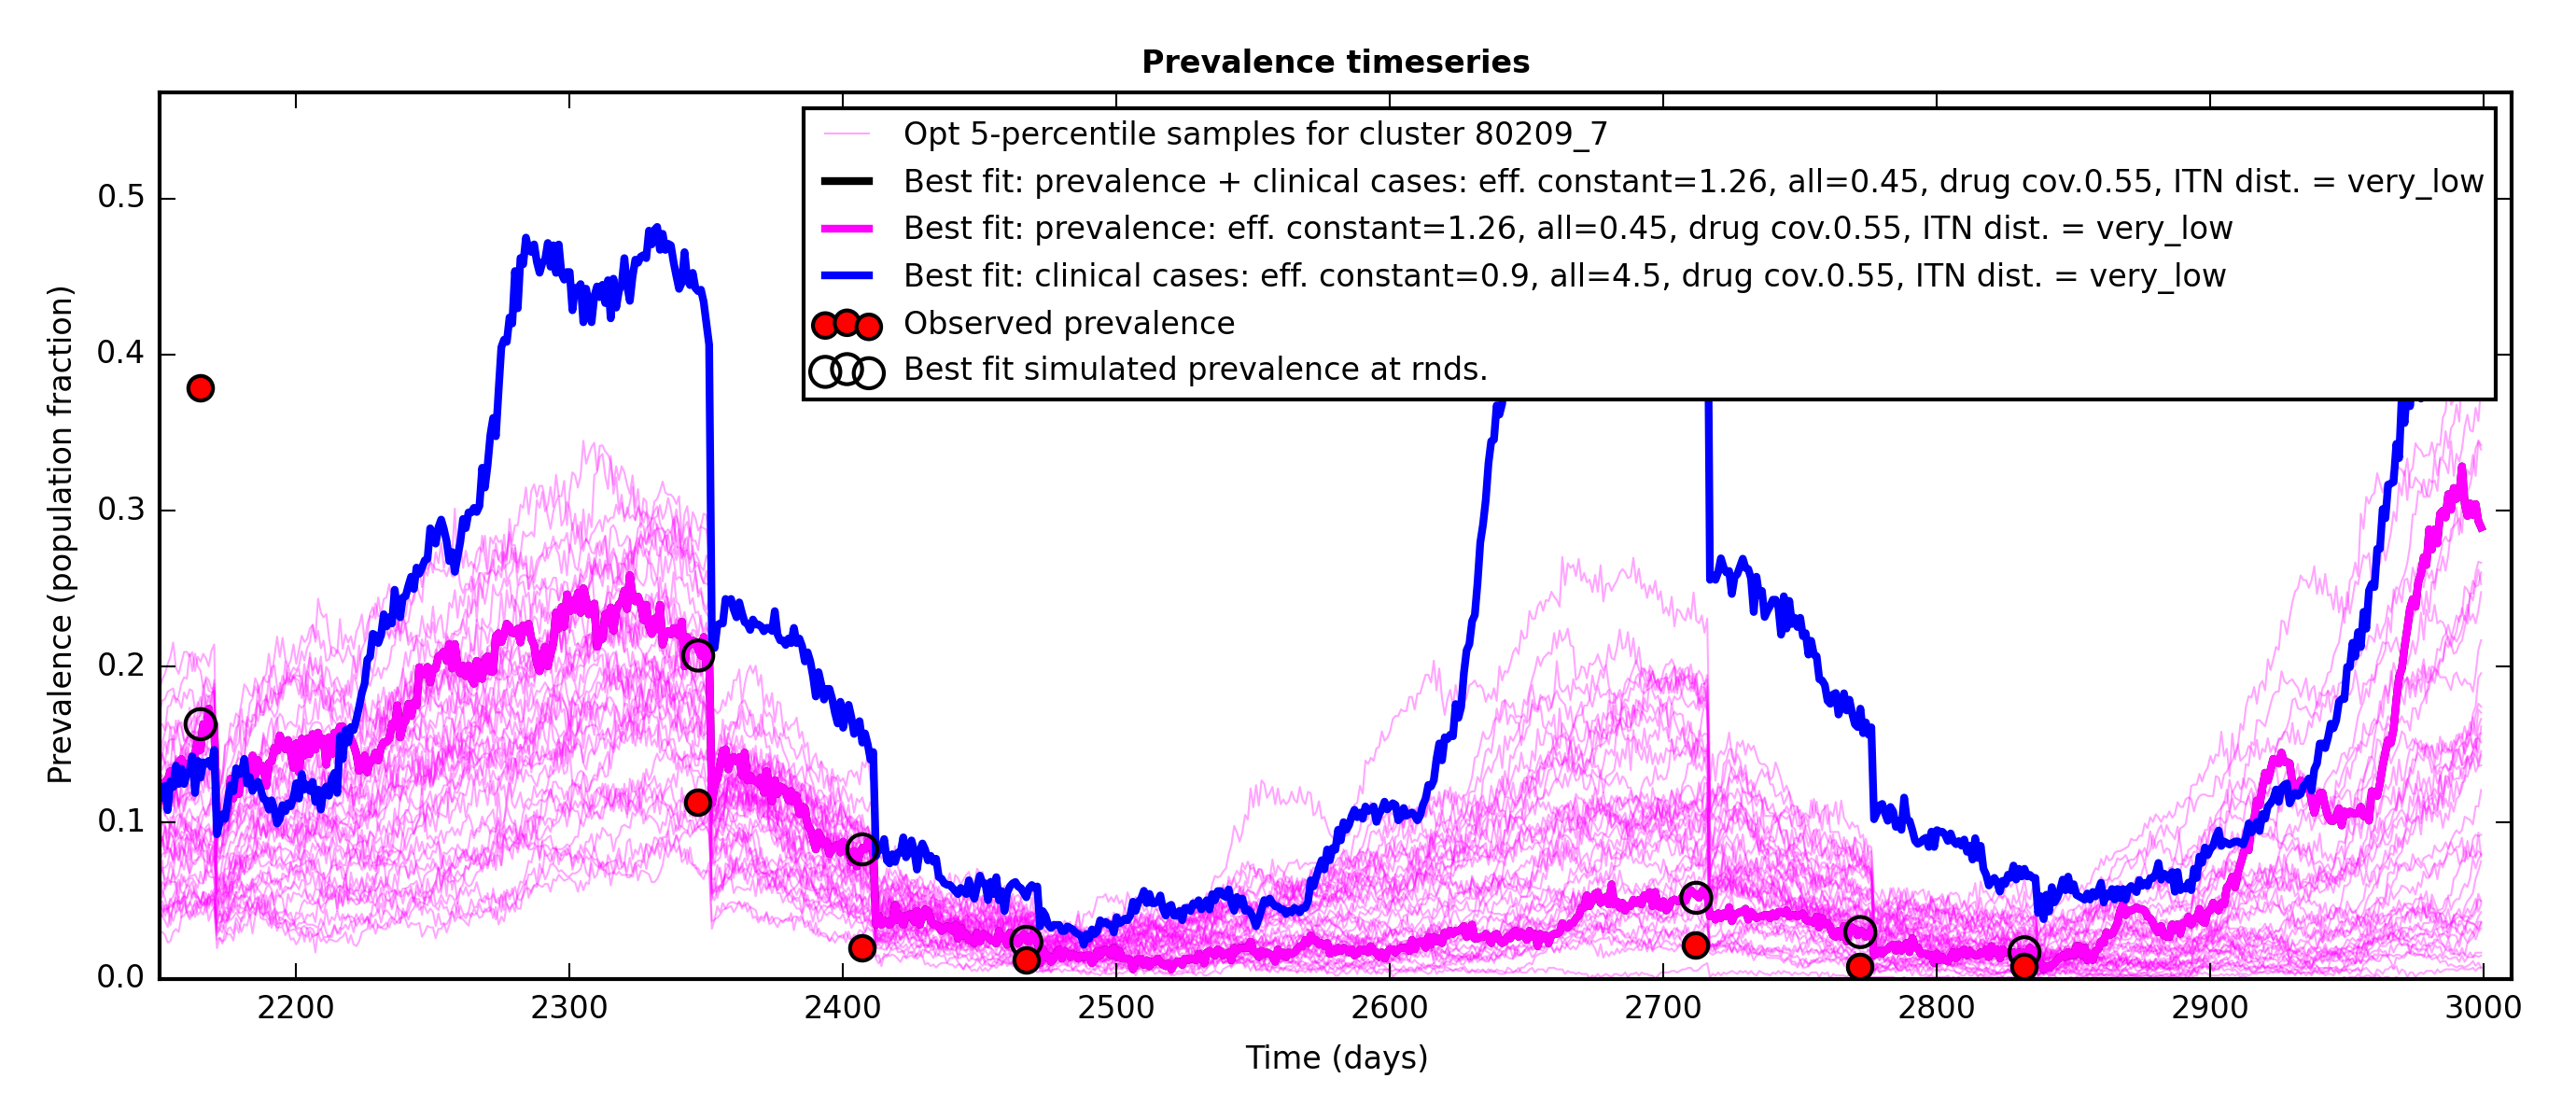 Prevalence timeseries
Opt 5-percentile samples for cluster 80209_7
Best fit: prevalence + clinical cases: eff. constant=1.26, all=0.45, drug cov.0.55, ITN dist. = very_low
Best fit: prevalence: eff. constant=1.26, all=0.45, drug cov.0.55, ITN dist. = very_low
Best fit: clinical cases: eff. constant=0.9, all=4.5, drug cov.0.55, ITN dist. = very_low
Observed prevalence
Best fit simulated prevalence at rnds.
Prevalence (population fraction)
0.5
0.4
0.3
0.2
0.1
0.0
2200 2300 2400 2500 2600 2700 2800 2900 3000
Time (days)